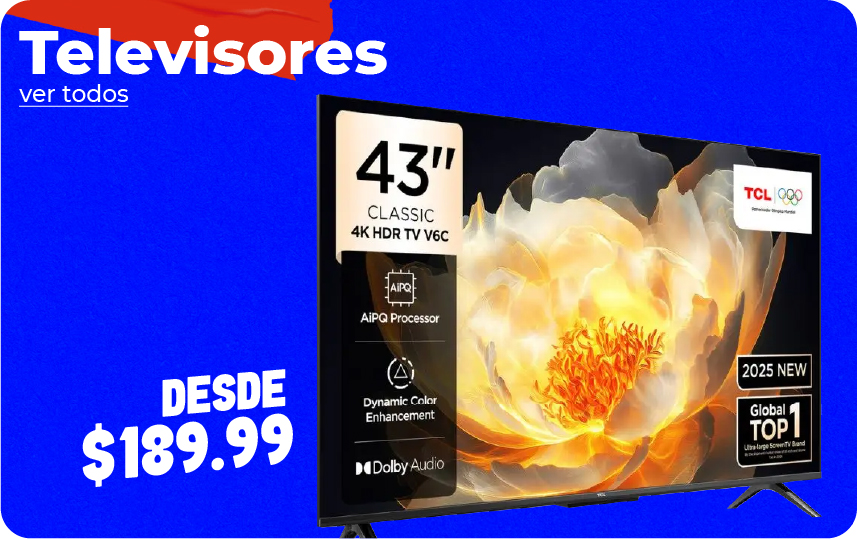 Televisores
ver todos
43"
CLASSIC
4K HDR TV V6C
AiPQ
AiPQ Processor
Dynamic Color
Enhancement
Dolby Audio
TCL
2025 NEW
Global
TOP 1
Ultra-large Screen TV Brand
DESDE
$189.99
TCL